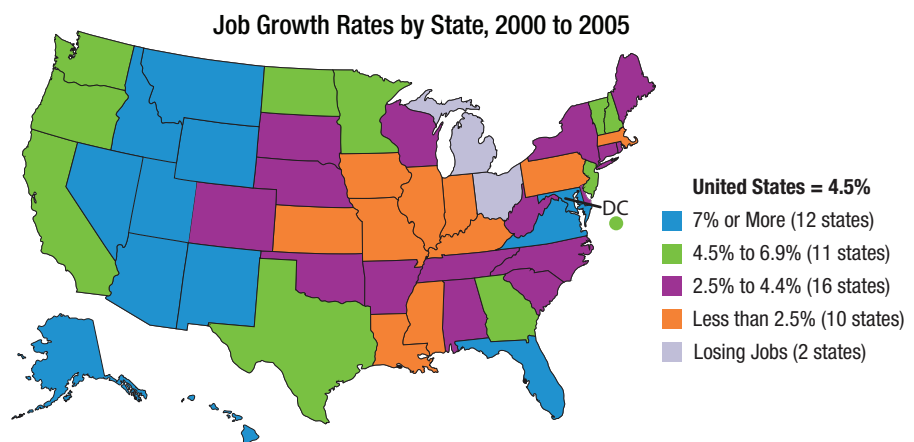 Job Growth Rates by State, 2000 to 2005
United States = 4.5%
DC
7% or More (12 states)
4.5% to 6.9% (11 states)
2.5% to 4.4% (16 states)
Less than 2.5% (10 states)
Losing Jobs (2 states)